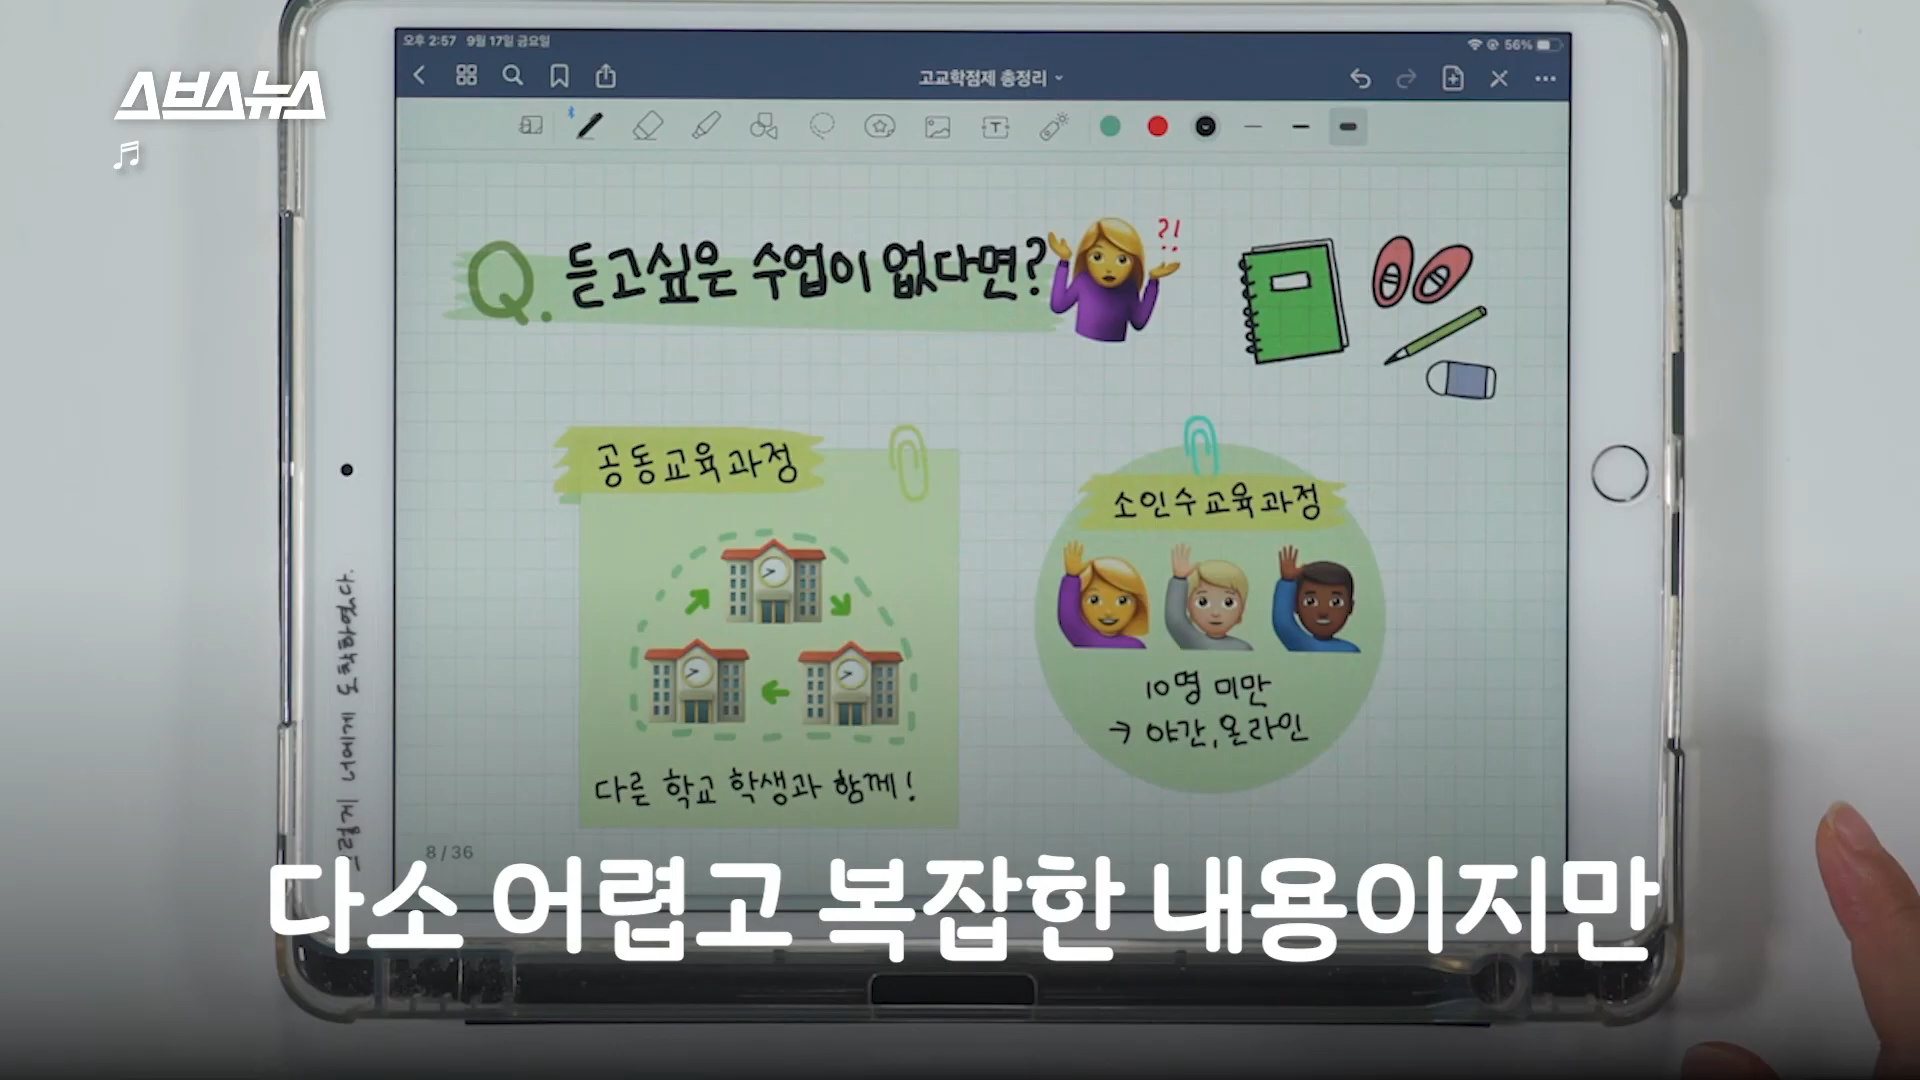 오후 2:57 9월 17일 금요일
56%
스브스뉴스
고교학점제 총정리
T
Q. 듣고싶은 수업이 없다면?
?!
공동교육과정
다른 학교 학생과 함께!
소인수교육과정
10명 미만
→ 야간, 온라인
8/36
다소 어렵고 복잡한 내용이지만